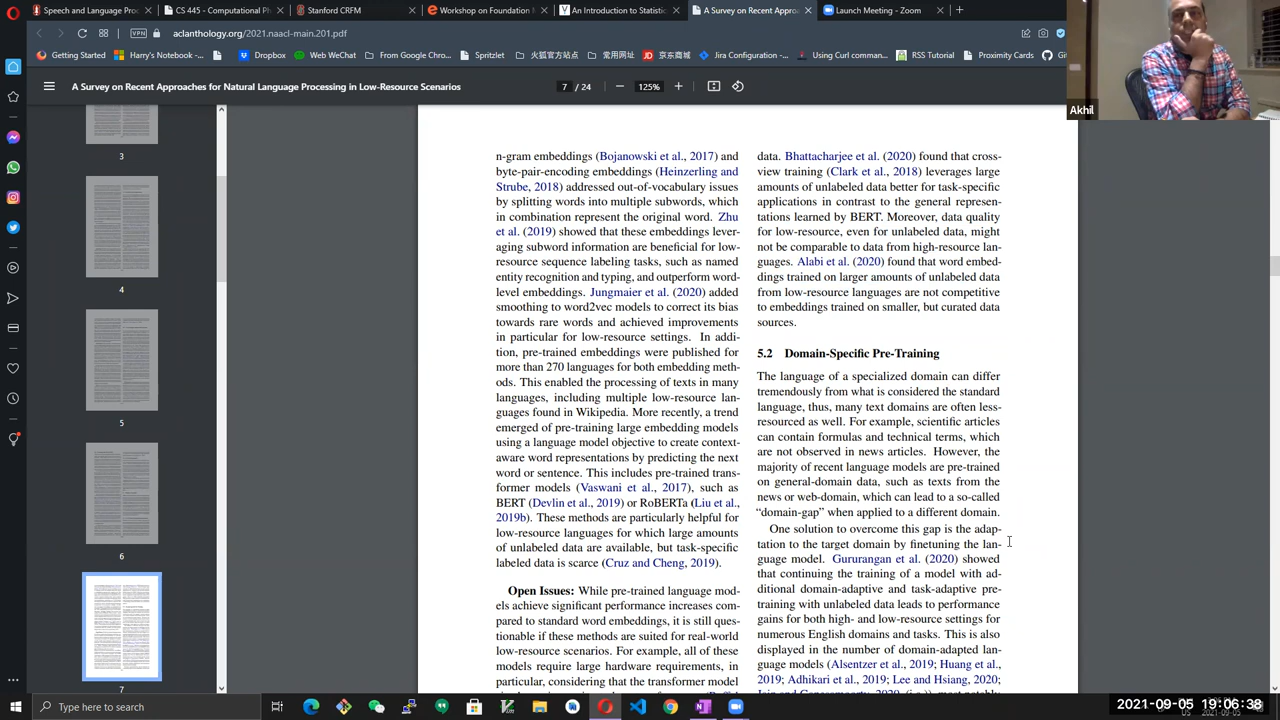 Speech and Language Pro
CS 445 - Computational Ph
Stanford CRFM
Workshop on Foundation M
An Introduction to Statistic
A Survey on Recent Approac
Launch Meeting - Zoom
VPN
aclanthology.org/2021.naacl-main.201.pdf
Getting Started
Harry's Notebook...
Dropbox
Web WeChat
From Google Chro...
Spritzlet
火狐官方
常用网址
JD
京东商城
Jira Configuration -...
Using Curl comman...
RSS Tutorial
Proximity Cards
Gi
A Survey on Recent Approaches for Natural Language Processing in Low-Resource Scenarios
7 / 24
125%
Akhil
3
4
5
6
7
n-gram embeddings (Bojanowski et al., 2017) and
byte-pair-encoding embeddings (Heinzerling and
Strube, 2018) addressed out-of-vocabulary issues
by splitting words into multiple subwords, which
in combination represent the original word. Zhu
et al. (2019) showed that these embeddings lever-
aging subword information are beneficial for low-
resource sequence labeling tasks, such as named
entity recognition and typing, and outperform word-
level embeddings. Jungmaier et al. (2020) added
smoothing to word2vec models to correct its bias
towards rare words and achieved improvements
in particular for low-resource settings. In addi-
tion, pre-trained embeddings were published for
more than 270 languages for both embedding meth-
ods. This enabled the processing of texts in many
languages, including multiple low-resource lan-
guages found in Wikipedia. More recently, a trend
emerged of pre-training large embedding models
using a language model objective to create context-
aware word representations by predicting the next
word or sentence. This includes pre-trained trans-
former models (Vaswani et al., 2017), such as
BERT (Devlin et al., 2019) or RoBERTa (Liu et al.,
2019b). These methods are particularly helpful for
low-resource languages for which large amounts
of unlabeled data are available, but task-specific
labeled data is scarce (Cruz and Cheng, 2019).
Open Issues: While pre-trained language mod-
els achieve significant performance increases com-
pared to standard word embeddings, it is still ques-
tionable if these methods are suited for real-world
low-resource scenarios. For example, all of these
models require large hardware requirements, in
particular, considering that the transformer model
data. Bhattacharjee et al. (2020) found that cross-
view training (Clark et al., 2018) leverages large
amounts of unlabeled data better for task-specific
applications in contrast to the general represen-
tations learned by BERT. Moreover, data quality
for low-resource, even for unlabeled data, might
not be comparable to data from high-resource lan-
guages. Alabi et al. (2020) found that word embed-
dings trained on larger amounts of unlabeled data
from low-resource languages are not competitive
to embeddings trained on smaller, but curated data
sources.
5.2 Domain-Specific Pre-Training
The language of a specialized domain can differ
tremendously from what is considered the standard
language, thus, many text domains are often less-
resourced as well. For example, scientific articles
can contain formulas and technical terms, which
are not observed in news articles. However, the
majority of recent language models are pre-trained
on general-domain data, such as texts from the
news or web-domain, which can lead to a so-called
“domain-gap” when applied to a different domain.
One solution to overcome this gap is the adap-
tation to the target domain by finetuning the lan-
guage model. Gururangan et al. (2020) showed
that continuing the training of a model with ad-
ditional domain-adaptive and task-adaptive pre-
training with unlabeled data leads to performance
gains for both high- and low-resource settings for
numerous English domains and tasks. This is also
displayed in the number of domain-adapted lan-
guage models (Alsentzer et al., 2019; Huang et al.,
2019; Adhikari et al., 2019; Lee and Hsiang, 2020;
Type here to search
2021-09-05 19:06:38